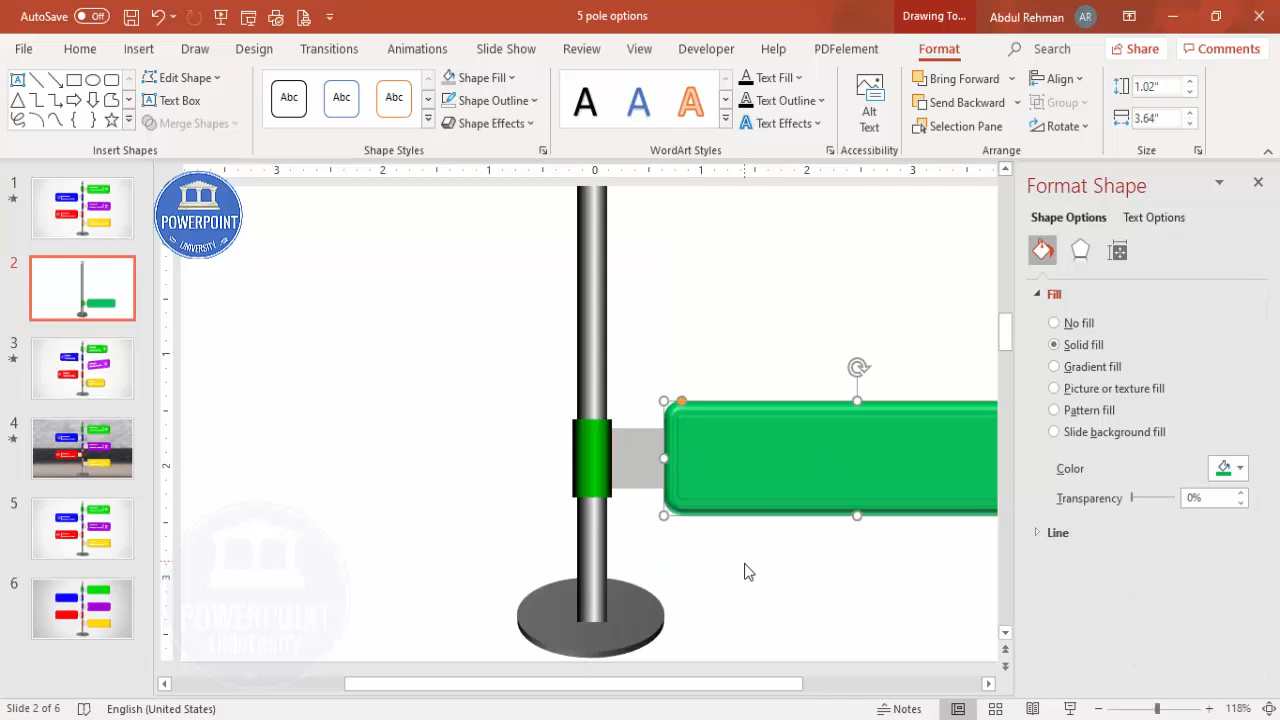 AutoSave Off
5 pole options
Drawing To...
Abdul Rehman AR
File Home Insert Draw Design Transitions Animations Slide Show Review View Developer Help PDFelement Format Search Share Comments
Edit Shape
Text Box
Merge Shapes
Insert Shapes
Abc Abc Abc
Shape Fill
Shape Outline
Shape Effects
Shape Styles
A A A
Text Fill
Text Outline
Text Effects
WordArt Styles
Alt
Text
Accessibility
Bring Forward
Send Backward
Selection Pane
Align
Group
Rotate
Arrange
1.02"
3.64"
Size
3 2 1 0 1 2 3
1
2
3
4
5
6
POWERPOINT
UNIVERSITY
1
2
3
POWERPOINT
UNIVERSITY
Format Shape
Shape Options Text Options
Fill
No fill
Solid fill
Gradient fill
Picture or texture fill
Pattern fill
Slide background fill
Color
Transparency 0%
Line
Slide 2 of 6 English (United States) Notes 118%